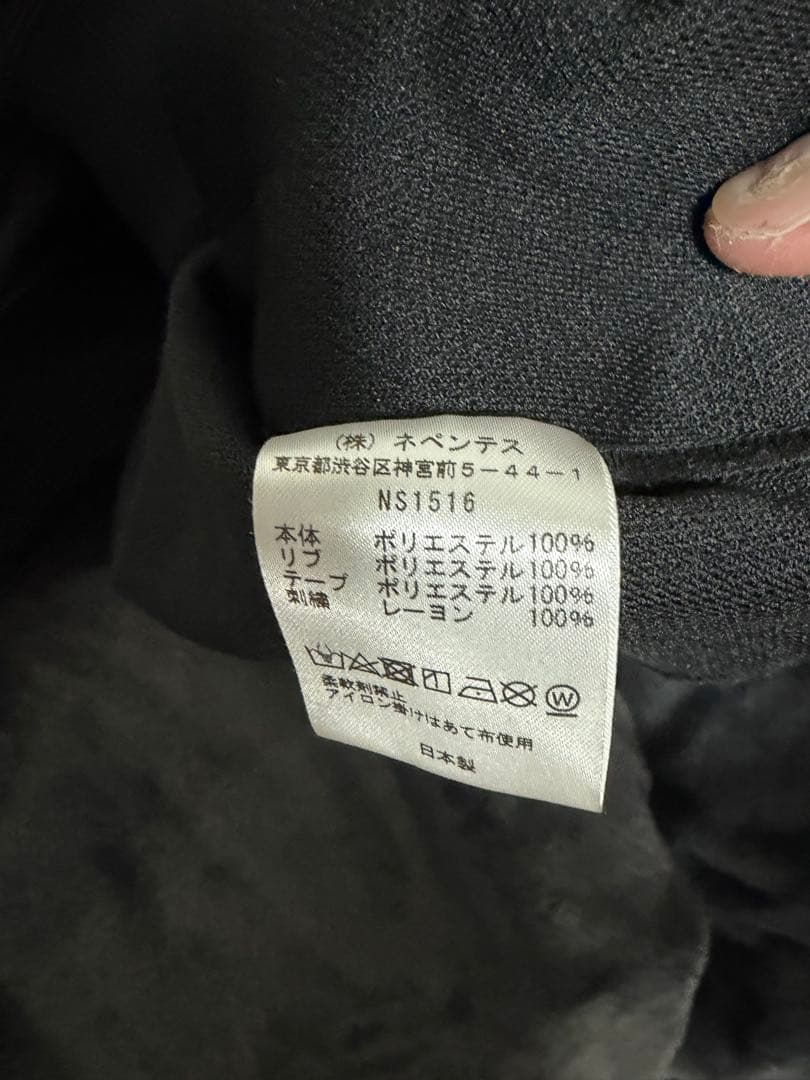 (株) ネペンテス
東京都渋谷区神宮前5-44-1
NS1516
本体 ポリエステル100%
リブ ポリエステル100%
テープ ポリエステル100%
刺繍 レーヨン 100%
W
柔軟剤禁止
アイロン掛けはあて布使用
日本製